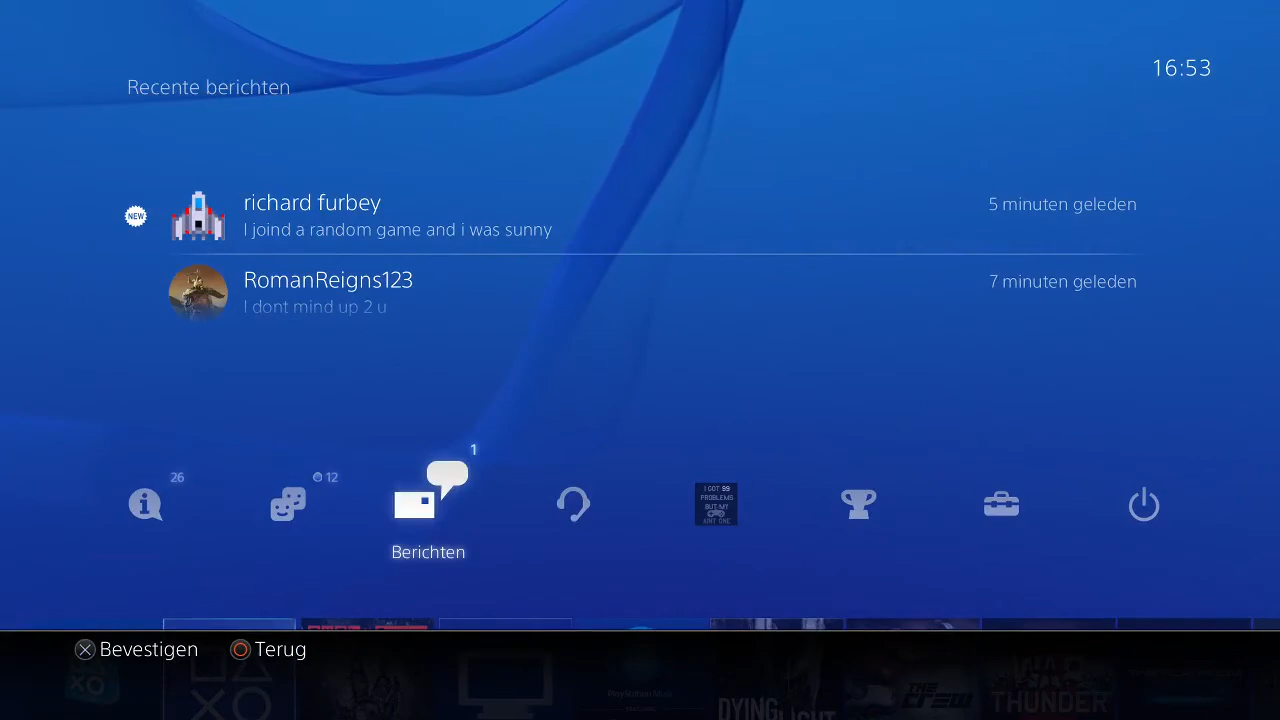 Recente berichten
16:53
NEW
richard furbey
5 minuten geleden
I joind a random game and i was sunny
RomanReigns123
7 minuten geleden
I dont mind up 2 u
26
12
1
I GOT 99
PROBLEMS
BUT MY
AINT ONE
Berichten
Bevestigen
Terug
PlayStation
DYING LIGHT
THE
CREW
WAR
THUNDER